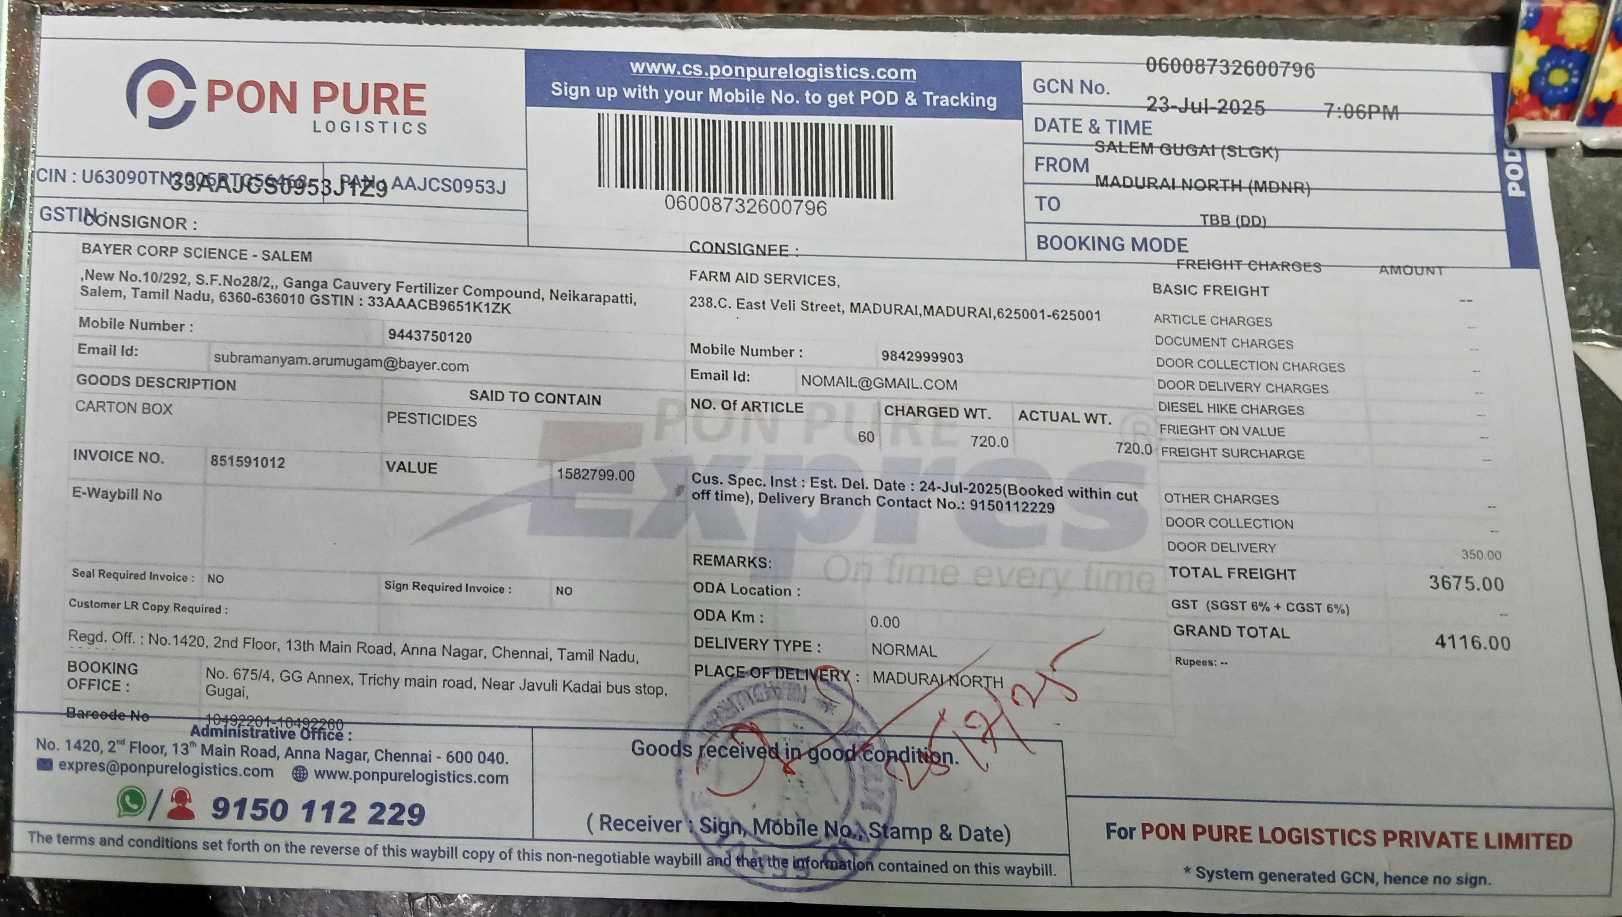 PON PURE
LOGISTICS
www.cs.ponpurelogistics.com
Sign up with your Mobile No. to get POD & Tracking
06008732600796
GCN No. 06008732600796
DATE & TIME 23-Jul-2025 7:06PM
FROM SALEM GUGAI (SLGK)
TO MADURAI NORTH (MDNR)
BOOKING MODE TBB (DD)
POD
CIN : PAN : AAJCS0953J
GSTIN: 33AAJCS0953J1Z9
CONSIGNOR :
BAYER CORP SCIENCE - SALEM
,New No.10/292, S.F.No28/2,, Ganga Cauvery Fertilizer Compound, Neikarapatti,
Salem, Tamil Nadu, 6360-636010 GSTIN : 33AAACB9651K1ZK
Mobile Number : 9443750120
Email Id: subramanyam.arumugam@bayer.com
CONSIGNEE :
FARM AID SERVICES,
238.C. East Veli Street, MADURAI,MADURAI,625001-625001
Mobile Number : 9842999903
Email Id: NOMAIL@GMAIL.COM
GOODS DESCRIPTION SAID TO CONTAIN
CARTON BOX PESTICIDES
NO. Of ARTICLE CHARGED WT. ACTUAL WT.
60 720.0 720.0
INVOICE NO. 851591012 VALUE 1582799.00
E-Waybill No
Cus. Spec. Inst : Est. Del. Date : 24-Jul-2025(Booked within cut
off time), Delivery Branch Contact No.: 9150112229
PON PURE
Expres®
On time every time
Seal Required Invoice : NO Sign Required Invoice : NO
Customer LR Copy Required :
Regd. Off. : No.1420, 2nd Floor, 13th Main Road, Anna Nagar, Chennai, Tamil Nadu,
BOOKING OFFICE : No. 675/4, GG Annex, Trichy main road, Near Javuli Kadai bus stop,
Gugai,
Barcode No 10492201-10492260
REMARKS:
ODA Location :
ODA Km : 0.00
DELIVERY TYPE : NORMAL
PLACE OF DELIVERY : MADURAI NORTH
FREIGHT CHARGES AMOUNT
BASIC FREIGHT --
ARTICLE CHARGES --
DOCUMENT CHARGES --
DOOR COLLECTION CHARGES --
DOOR DELIVERY CHARGES --
DIESEL HIKE CHARGES --
FRIEGHT ON VALUE --
FREIGHT SURCHARGE --
OTHER CHARGES --
DOOR COLLECTION --
DOOR DELIVERY 350.00
TOTAL FREIGHT 3675.00
GST (SGST 6% + CGST 6%) --
GRAND TOTAL 4116.00
Rupees: --
Administrative Office :
No. 1420, 2nd Floor, 13th Main Road, Anna Nagar, Chennai - 600 040.
expres@ponpurelogistics.com www.ponpurelogistics.com
/ 9150 112 229
Goods received in good condition.
( Receiver : Sign, Mobile No., Stamp & Date)
For PON PURE LOGISTICS PRIVATE LIMITED
* System generated GCN, hence no sign.
The terms and conditions set forth on the reverse of this waybill copy of this non-negotiable waybill and that the information contained on this waybill.